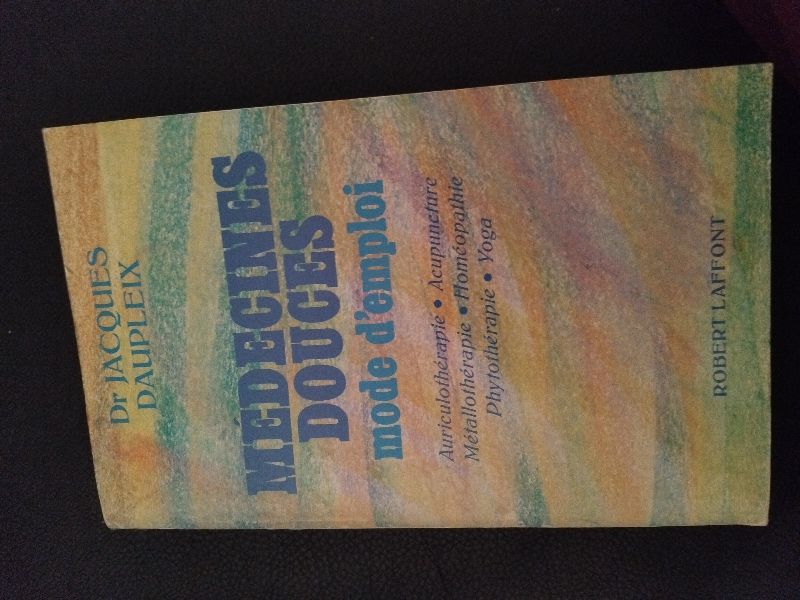 Dr JACQUES
DAUPLEIX
MÉDECINES
DOUCES
mode d'emploi
Auriculothérapie • Acupuncture
Métallothérapie • Homéopathie
Phytothérapie • Yoga
ROBERT LAFFONT